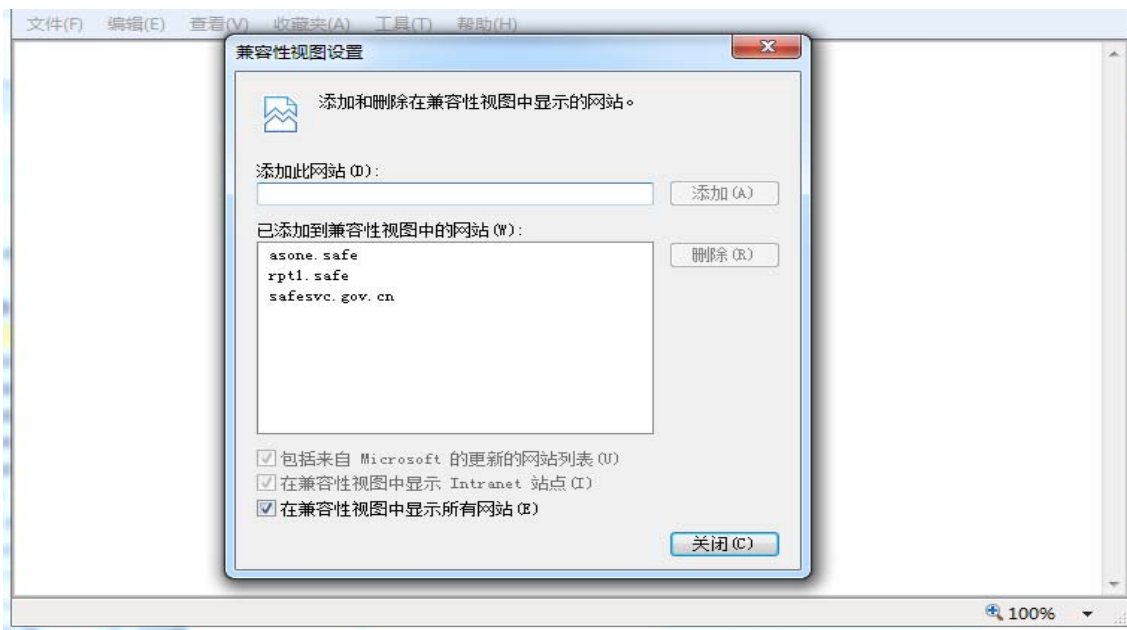 文件(F) 编辑(E) 查看(V) 收藏夹(A) 工具(T) 帮助(H)
兼容性视图设置
添加和删除在兼容性视图中显示的网站。
添加此网站(D):
添加(A)
已添加到兼容性视图中的网站(W):
删除(R)
asone.safe
rpt1.safe
safesvc.gov.cn
包括来自 Microsoft 的更新的网站列表(U)
在兼容性视图中显示 Intranet 站点(I)
在兼容性视图中显示所有网站(E)
关闭(C)
100%